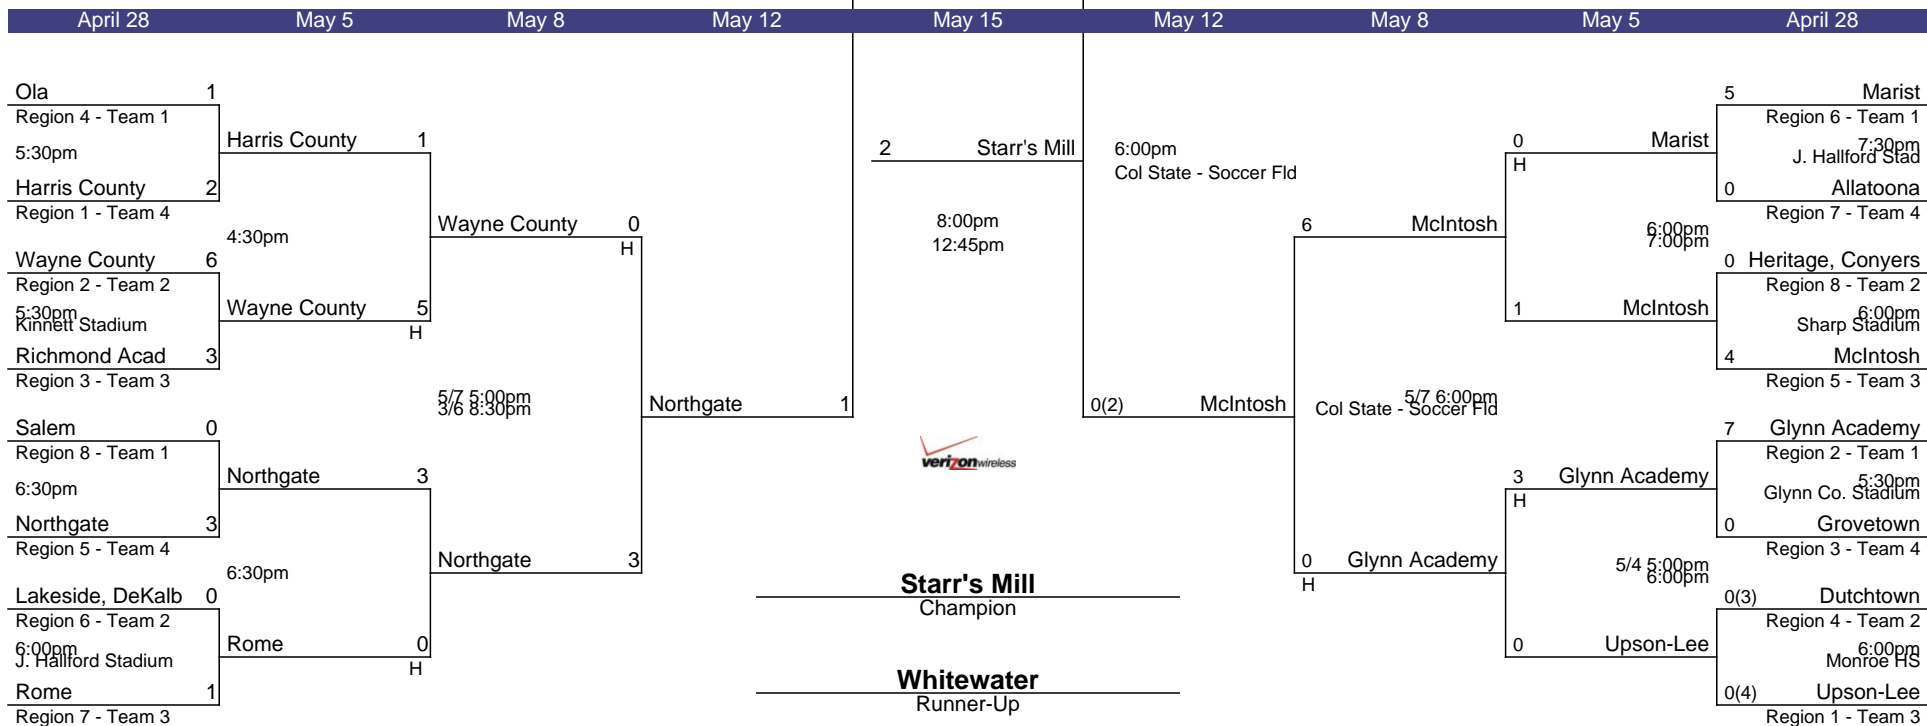 April 28 May 5 May 8 May 12 May 15 May 12 May 8 May 5 April 28
Ola 1
Region 4 - Team 1
5:30pm
Harris County 2
Region 1 - Team 4
Wayne County 6
Region 2 - Team 2
5:30pm
Kinnett Stadium
Richmond Acad 3
Region 3 - Team 3
Salem 0
Region 8 - Team 1
6:30pm
Northgate 3
Region 5 - Team 4
Lakeside, DeKalb 0
Region 6 - Team 2
6:00pm
J. Hallford Stadium
Rome 1
Region 7 - Team 3
Harris County 1
4:30pm
Wayne County 5
H
Northgate 3
6:30pm
Rome 0
H
Wayne County 0
H
5/7 5:00pm
3/6 8:30pm
Northgate 3
Northgate 1
2 Starr's Mill
8:00pm
12:45pm
verizonwireless
Starr's Mill
Champion
Whitewater
Runner-Up
6:00pm
Col State - Soccer Fld
0(2) McIntosh
6 McIntosh
5/7 6:00pm
Col State - Soccer Fld
0 Glynn Academy
H
0 Marist
H
6:00pm
7:00pm
1 McIntosh
3 Glynn Academy
H
5/4 5:00pm
6:00pm
0 Upson-Lee
5 Marist
Region 6 - Team 1
7:30pm
J. Hallford Stad
0 Allatoona
Region 7 - Team 4
0 Heritage, Conyers
Region 8 - Team 2
6:00pm
Sharp Stadium
4 McIntosh
Region 5 - Team 3
7 Glynn Academy
Region 2 - Team 1
5:30pm
Glynn Co. Stadium
0 Grovetown
Region 3 - Team 4
0(3) Dutchtown
Region 4 - Team 2
6:00pm
Monroe HS
0(4) Upson-Lee
Region 1 - Team 3